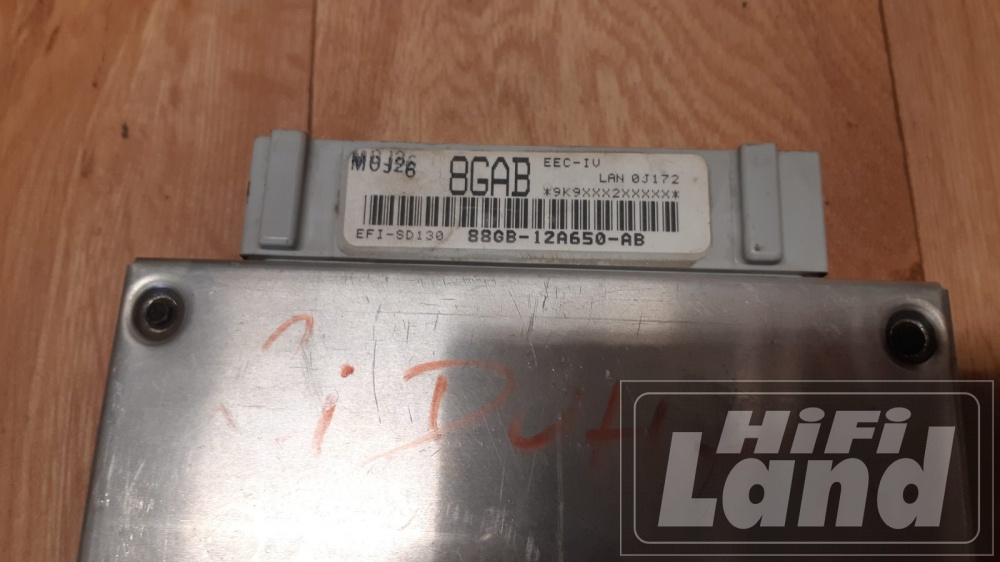 M0J26
8GAB
EEC-IV
LAN 0J172
*9K9XXX2XXXXX*
EFI-SD130 88GB-12A650-AB
HiFi
Land